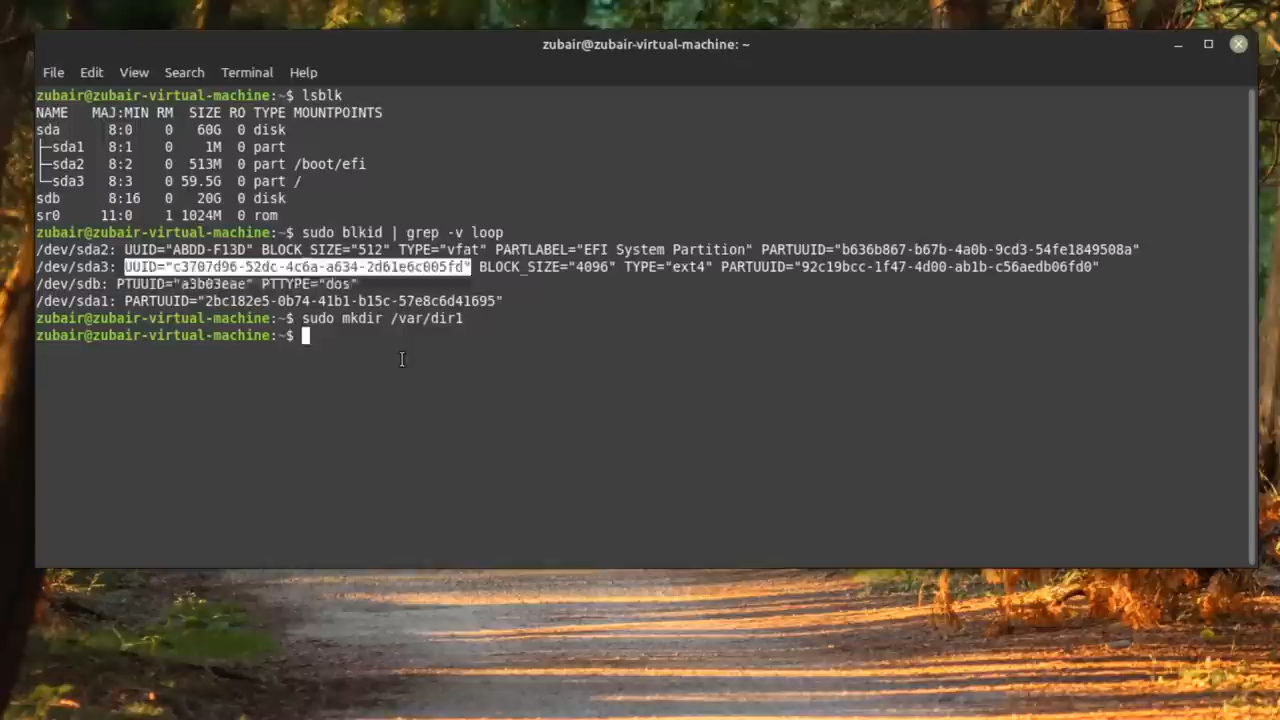 zubair@zubair-virtual-machine: ~
File Edit View Search Terminal Help
zubair@zubair-virtual-machine:~$ lsblk
NAME   MAJ:MIN RM  SIZE RO TYPE MOUNTPOINTS
sda      8:0    0   60G  0 disk
├─sda1   8:1    0    1M  0 part
├─sda2   8:2    0  513M  0 part /boot/efi
└─sda3   8:3    0 59.5G  0 part /
sdb      8:16   0   20G  0 disk
sr0     11:0    1 1024M  0 rom
zubair@zubair-virtual-machine:~$ sudo blkid | grep -v loop
/dev/sda2: UUID="ABDD-F13D" BLOCK_SIZE="512" TYPE="vfat" PARTLABEL="EFI System Partition" PARTUUID="b636b867-b67b-4a0b-9cd3-54fe1849508a"
/dev/sda3: UUID="c3707d96-52dc-4c6a-a634-2d61e6c005fd" BLOCK_SIZE="4096" TYPE="ext4" PARTUUID="92c19bcc-1f47-4d00-ab1b-c56aedb06fd0"
/dev/sdb: PTUUID="a3b03eae" PTTYPE="dos"
/dev/sda1: PARTUUID="2bc182e5-0b74-41b1-b15c-57e8c6d41695"
zubair@zubair-virtual-machine:~$ sudo mkdir /var/dir1
zubair@zubair-virtual-machine:~$